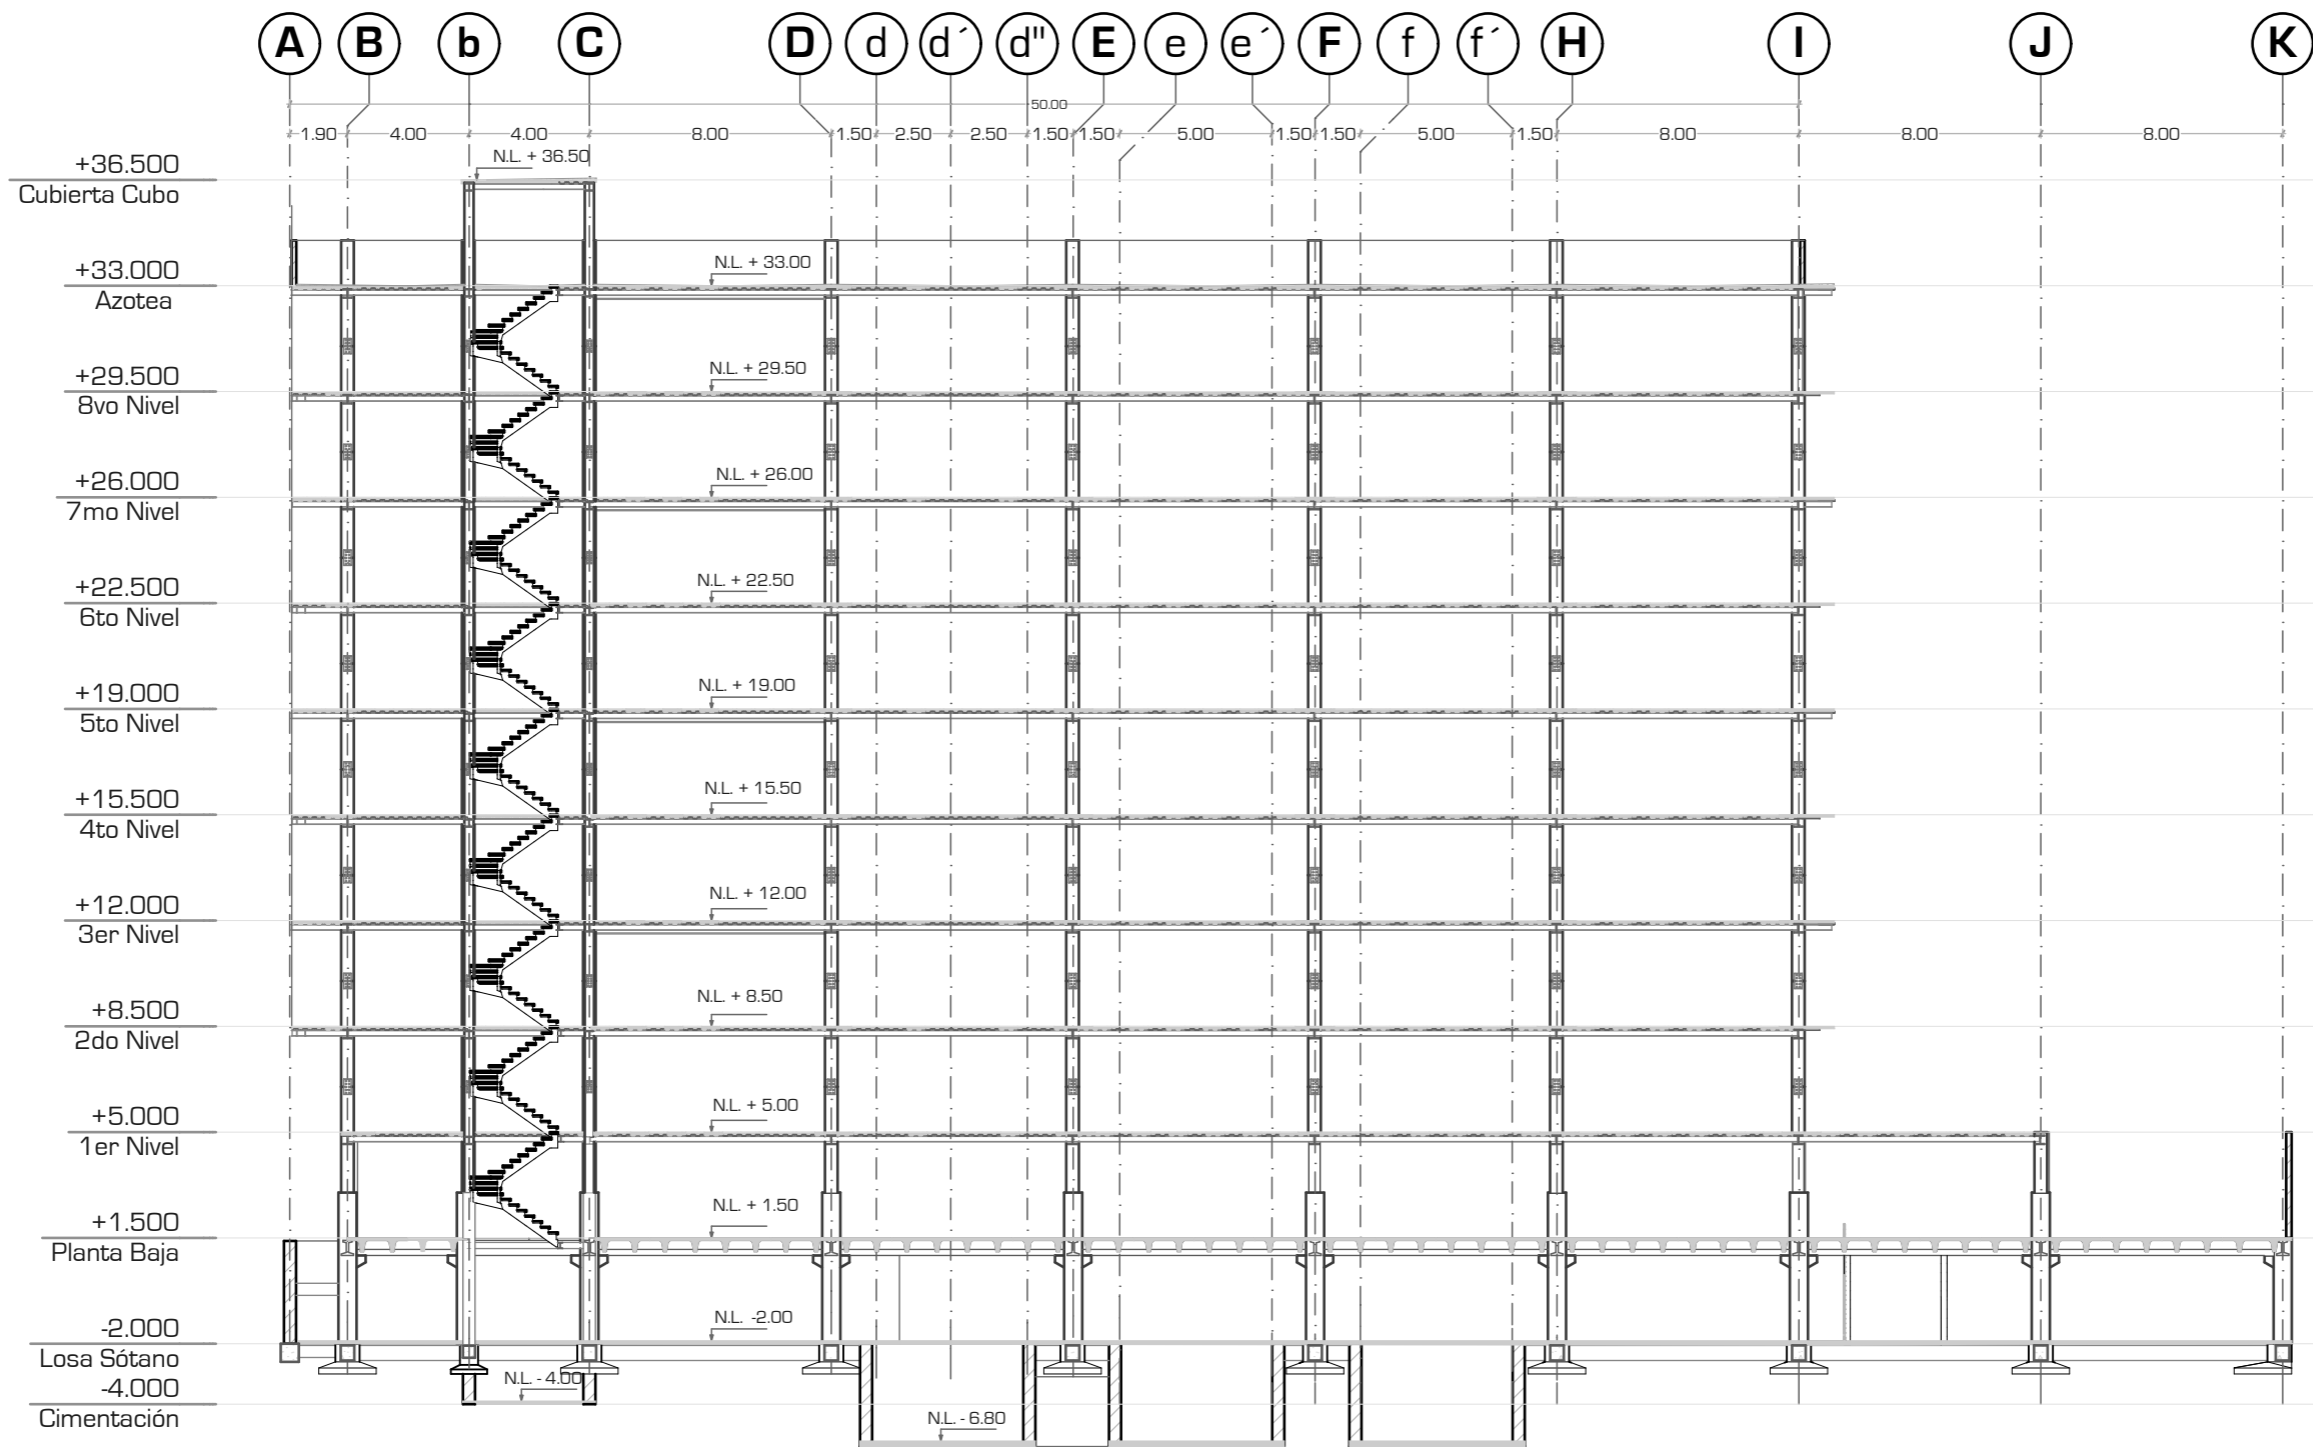 A B b C D d d´ d" E e e´ F f f´ H I J K
50.00
1.90 4.00 4.00 8.00 1.50 2.50 2.50 1.50 1.50 5.00 1.50 1.50 5.00 1.50 8.00 8.00 8.00
N.L. + 36.50
+36.500
Cubierta Cubo
N.L. + 33.00
+33.000
Azotea
N.L. + 29.50
+29.500
8vo Nivel
N.L. + 26.00
+26.000
7mo Nivel
N.L. + 22.50
+22.500
6to Nivel
N.L. + 19.00
+19.000
5to Nivel
N.L. + 15.50
+15.500
4to Nivel
N.L. + 12.00
+12.000
3er Nivel
N.L. + 8.50
+8.500
2do Nivel
N.L. + 5.00
+5.000
1er Nivel
N.L. + 1.50
+1.500
Planta Baja
N.L. -2.00
-2.000
Losa Sótano
N.L. - 4.00
-4.000
Cimentación
N.L. - 6.80